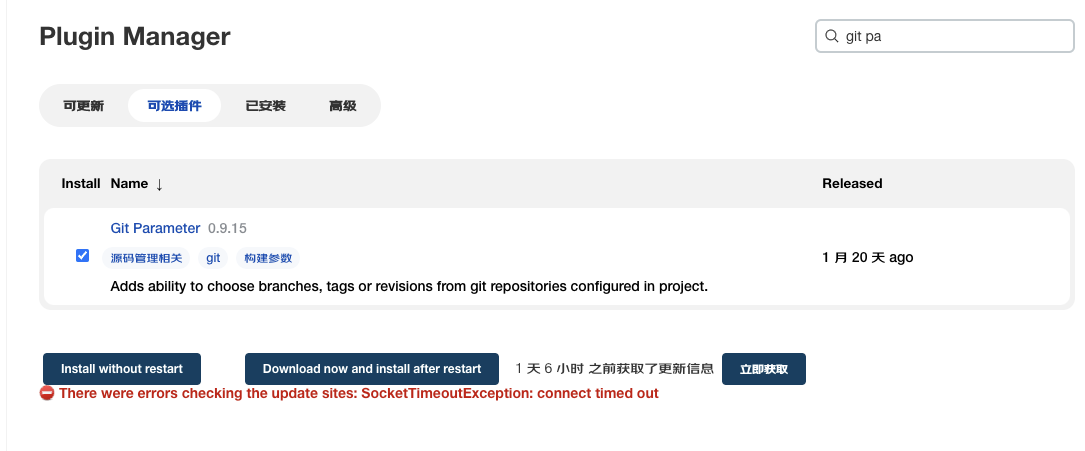 Plugin Manager
git pa
可更新 可选插件 已安装 高级
Install Name ↓ Released
Git Parameter 0.9.15
源码管理相关 git 构建参数
1 月 20 天 ago
Adds ability to choose branches, tags or revisions from git repositories configured in project.
Install without restart Download now and install after restart 1 天 6 小时 之前获取了更新信息 立即获取
There were errors checking the update sites: SocketTimeoutException: connect timed out